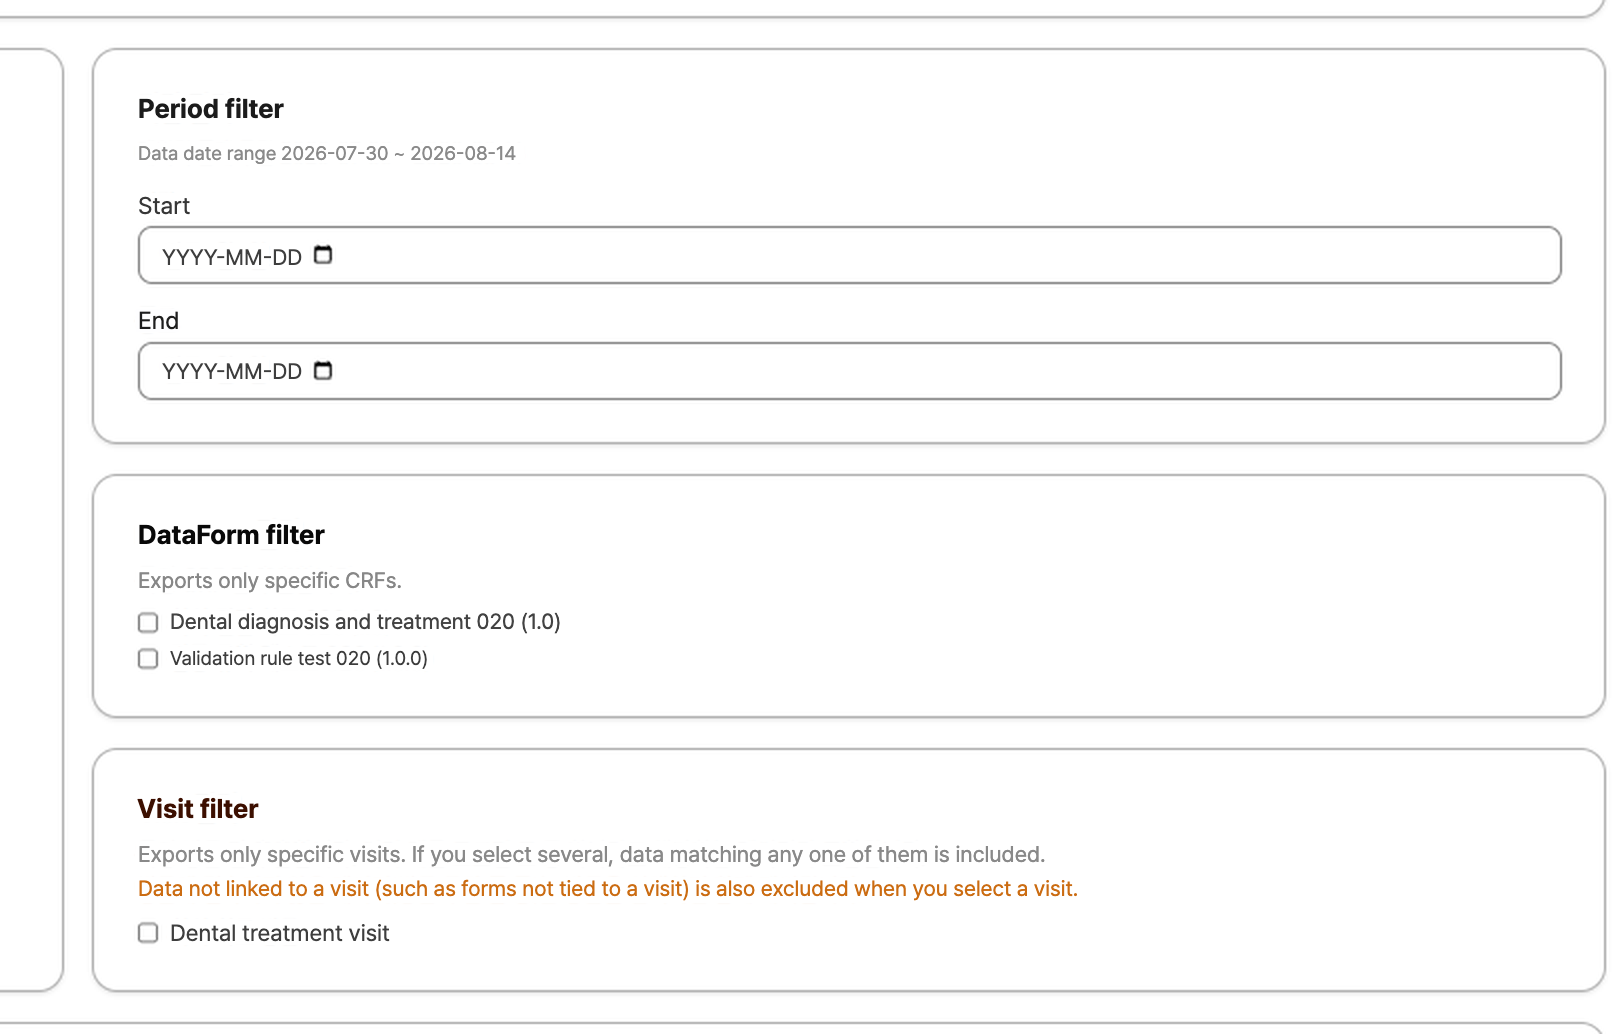 Period filter
Data date range 2026-07-30 ~ 2026-08-14
Start
YYYY-MM-DD
End
YYYY-MM-DD
DataForm filter
Exports only specific CRFs.
Dental diagnosis and treatment 020 (1.0)
Validation rule test 020 (1.0.0)
Visit filter
Exports only specific visits. If you select several, data matching any one of them is included.
Data not linked to a visit (such as forms not tied to a visit) is also excluded when you select a visit.
Dental treatment visit